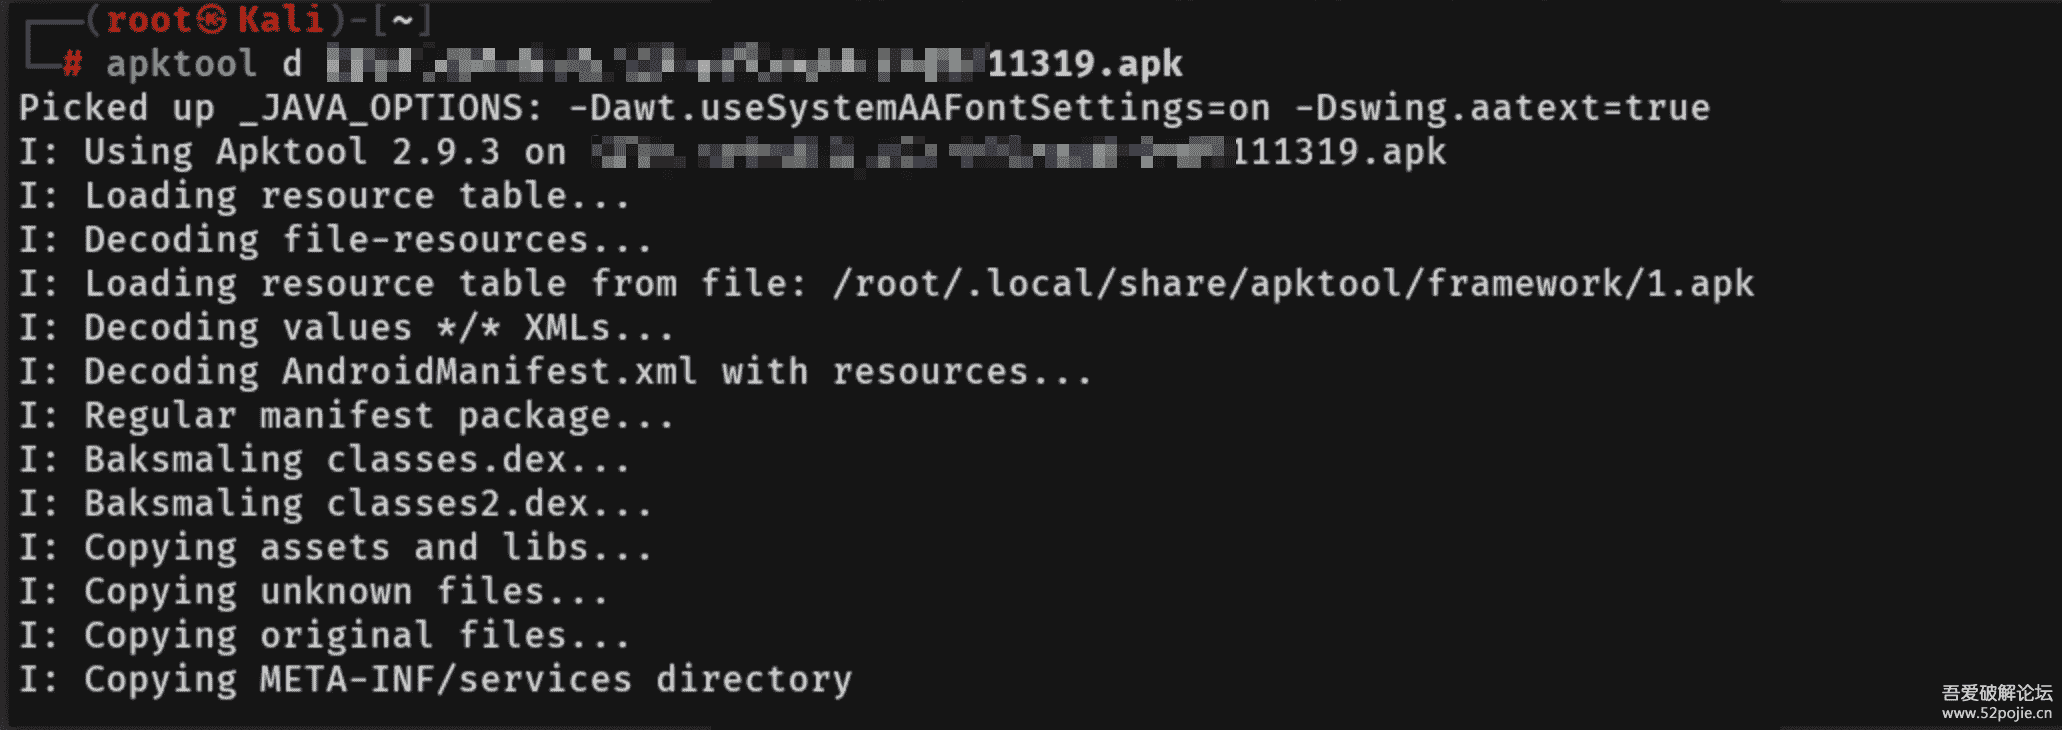 (root㉿Kali)-[~]
# apktool d 11319.apk
Picked up _JAVA_OPTIONS: -Dawt.useSystemAAFontSettings=on -Dswing.aatext=true
I: Using Apktool 2.9.3 on 111319.apk
I: Loading resource table...
I: Decoding file-resources...
I: Loading resource table from file: /root/.local/share/apktool/framework/1.apk
I: Decoding values */* XMLs...
I: Decoding AndroidManifest.xml with resources...
I: Regular manifest package...
I: Baksmaling classes.dex...
I: Baksmaling classes2.dex...
I: Copying assets and libs...
I: Copying unknown files...
I: Copying original files...
I: Copying META-INF/services directory
吾爱破解论坛
www.52pojie.cn